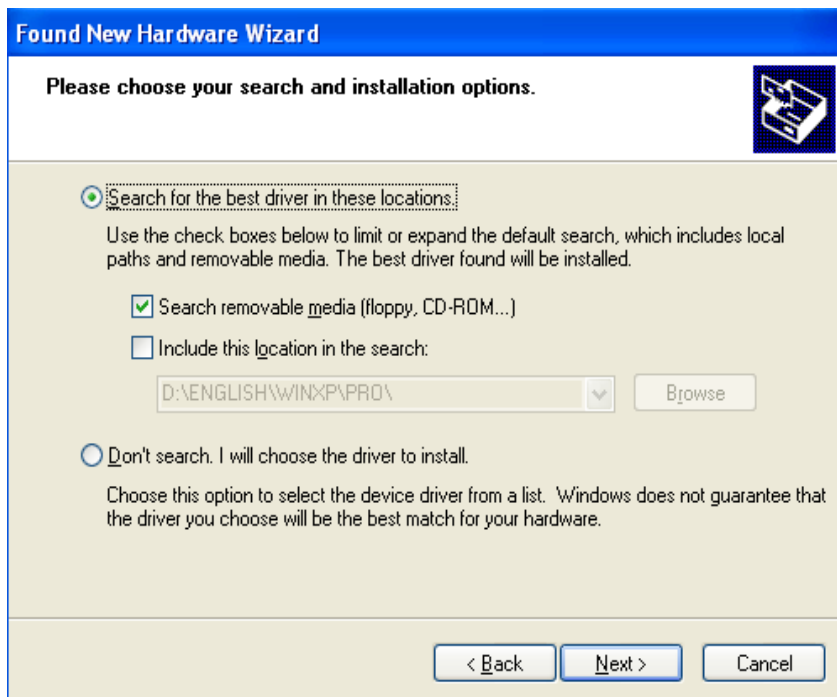 Found New Hardware Wizard
Please choose your search and installation options.
Search for the best driver in these locations.
Use the check boxes below to limit or expand the default search, which includes local
paths and removable media. The best driver found will be installed.
Search removable media (floppy, CD-ROM...)
Include this location in the search:
D:\ENGLISH\WINXP\PRO\
Browse
Don't search. I will choose the driver to install.
Choose this option to select the device driver from a list.  Windows does not guarantee that
the driver you choose will be the best match for your hardware.
< Back
Next >
Cancel